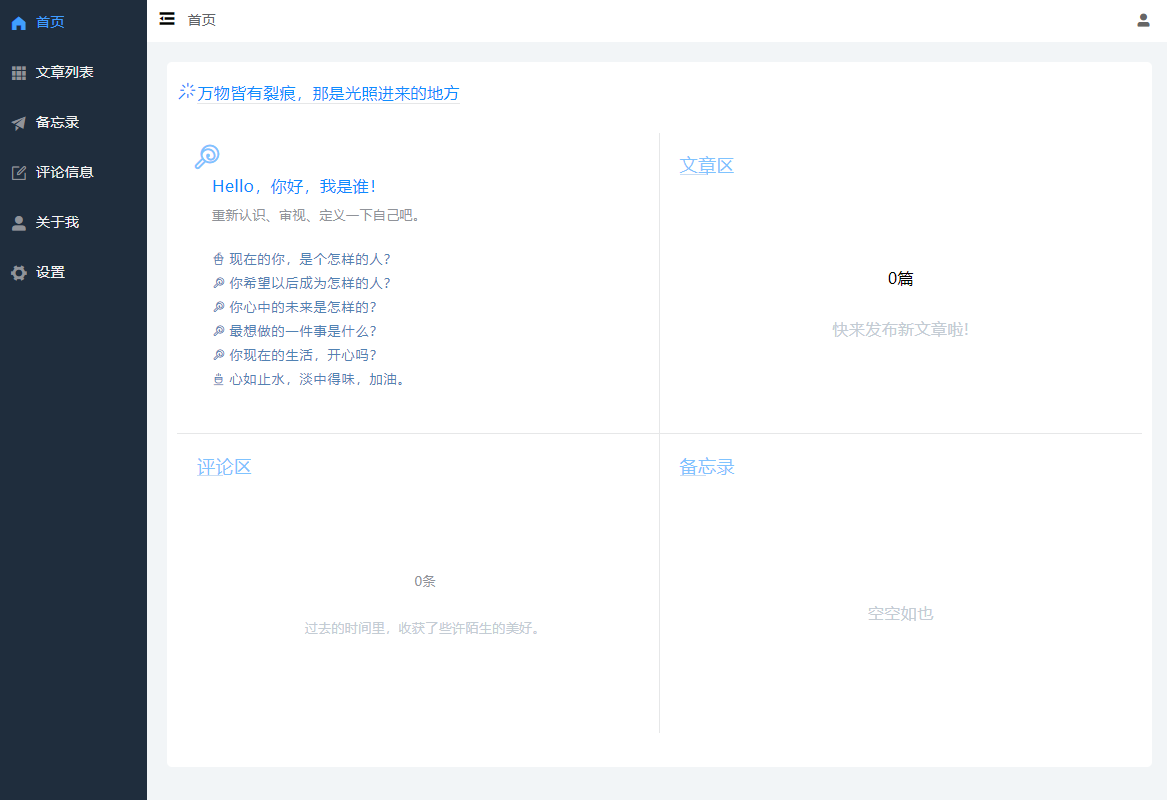 首页
文章列表
备忘录
评论信息
关于我
设置
首页
万物皆有裂痕，那是光照进来的地方
Hello，你好，我是谁！
重新认识、审视、定义一下自己吧。
现在的你，是个怎样的人？
你希望以后成为怎样的人？
你心中的未来是怎样的？
最想做的一件事是什么？
你现在的生活，开心吗？
心如止水，淡中得味，加油。
文章区
0篇
快来发布新文章啦!
评论区
0条
过去的时间里，收获了些许陌生的美好。
备忘录
空空如也